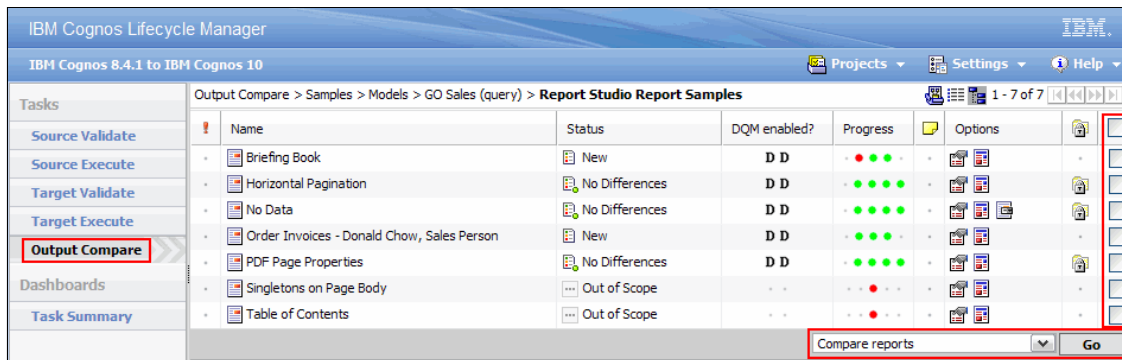 IBM Cognos Lifecycle Manager
IBM.
IBM Cognos 8.4.1 to IBM Cognos 10
Projects
Settings
Help
Tasks
Output Compare > Samples > Models > GO Sales (query) > Report Studio Report Samples
1 - 7 of 7
Source Validate
Source Execute
Target Validate
Target Execute
Output Compare
Dashboards
Task Summary
! Name Status DQM enabled? Progress Options
Briefing Book New D D
Horizontal Pagination No Differences D D
No Data No Differences D D
Order Invoices - Donald Chow, Sales Person New D D
PDF Page Properties No Differences D D
Singletons on Page Body Out of Scope
Table of Contents Out of Scope
Compare reports Go